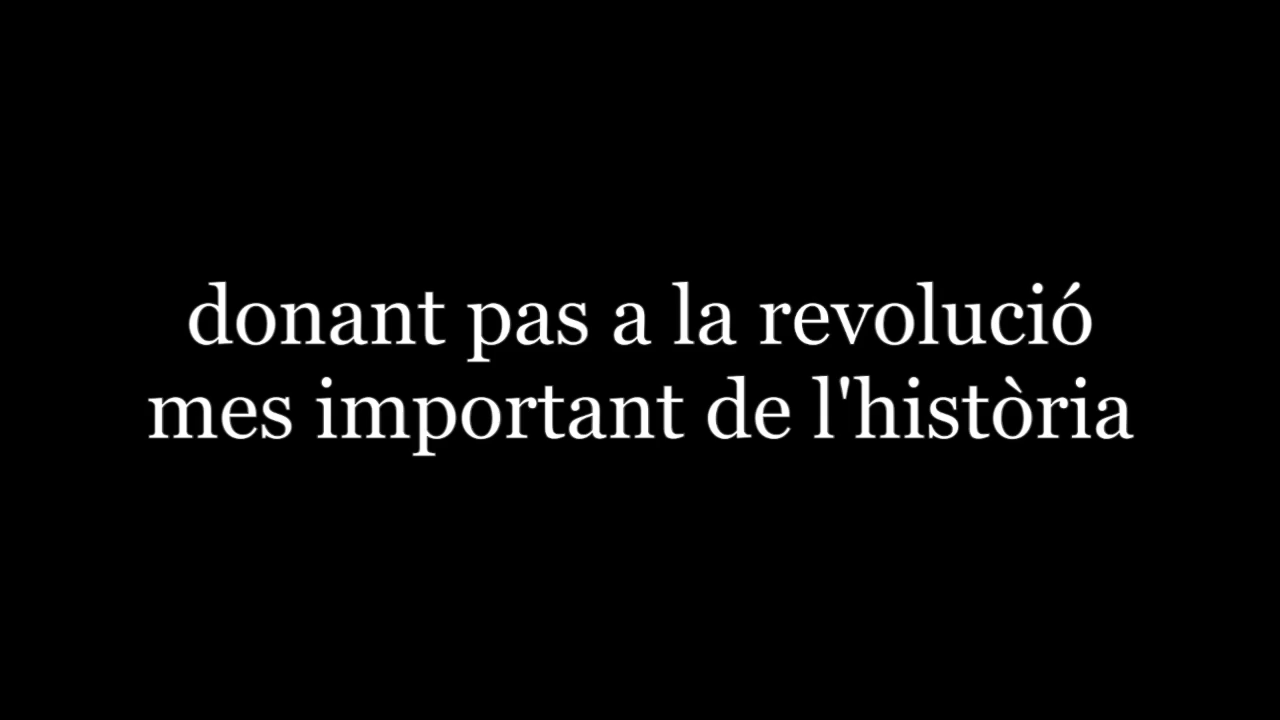 donant pas a la revolució
mes important de l'història